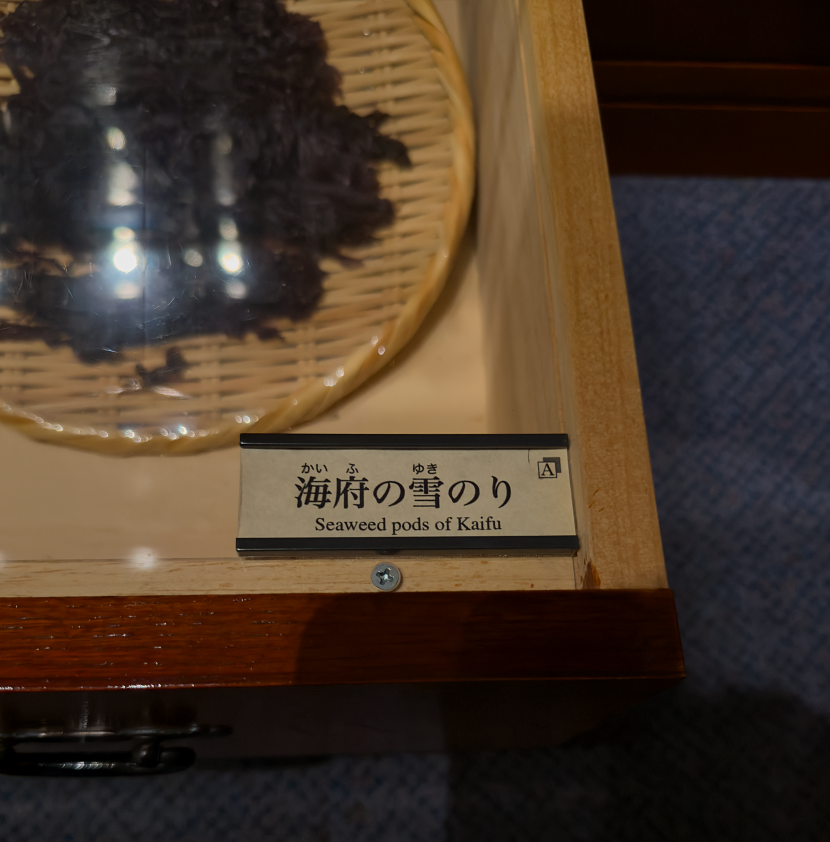 かい ふ ゆき
海府の雪のり
Seaweed pods of Kaifu
A